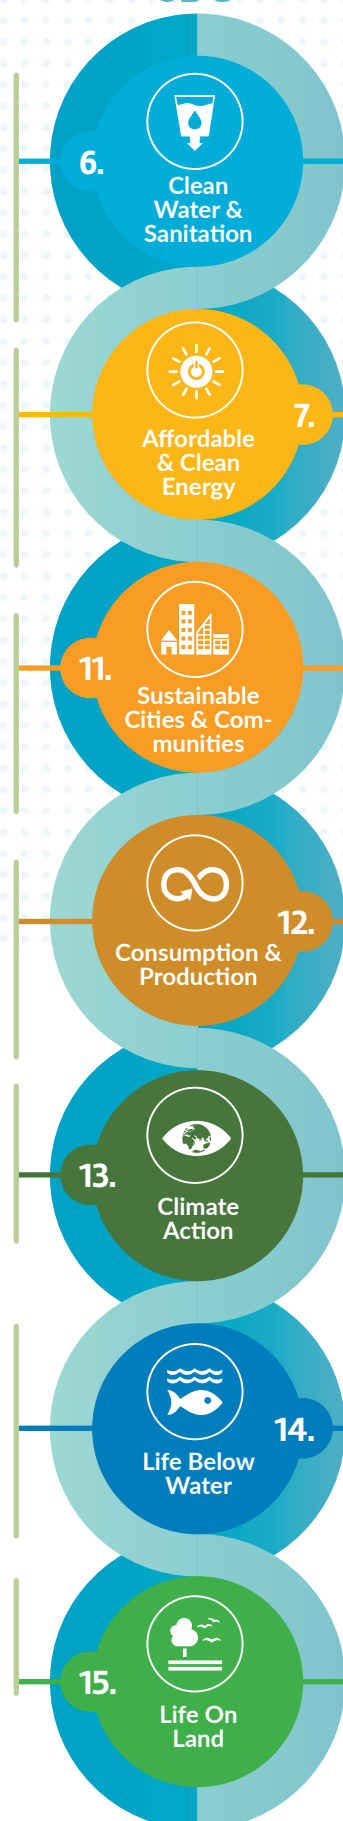 6.
Clean
Water &
Sanitation
7.
Affordable
& Clean
Energy
11.
Sustainable
Cities & Com-
munities
12.
Consumption &
Production
13.
Climate
Action
14.
Life Below
Water
15.
Life On
Land